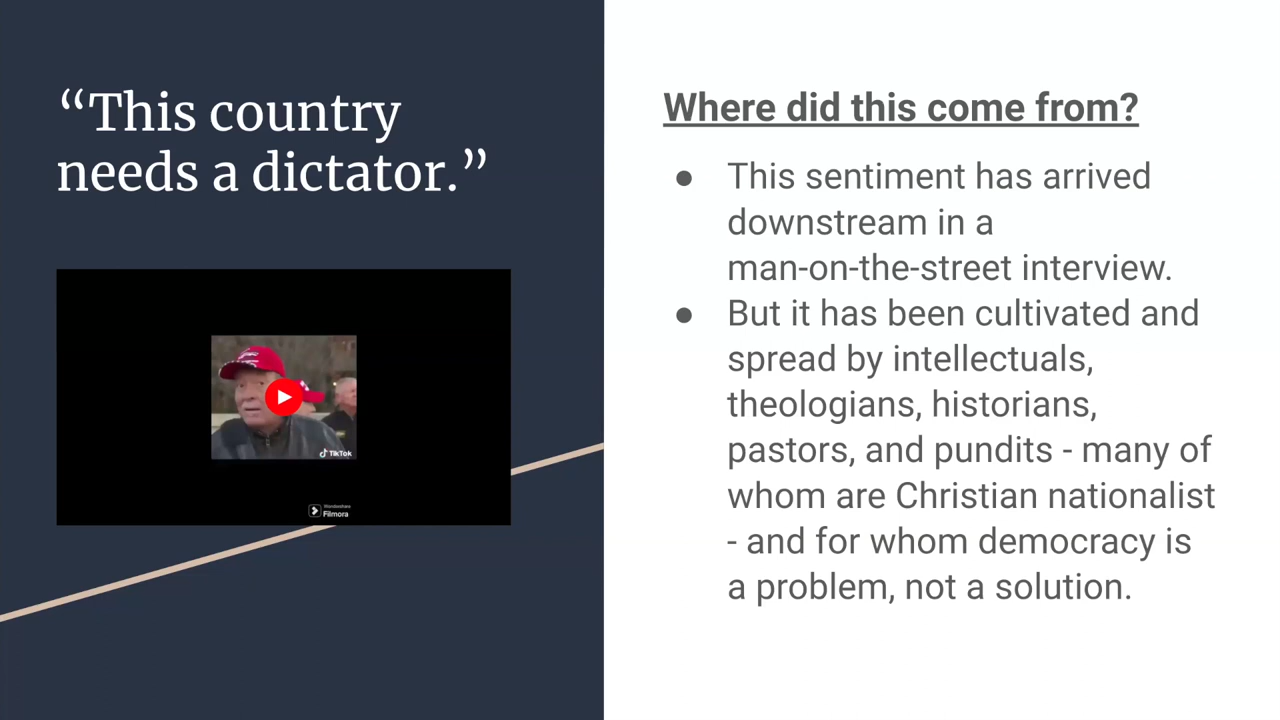 “This country
needs a dictator.”
TikTok
Wondershare
Filmora
Where did this come from?
● This sentiment has arrived
downstream in a
man-on-the-street interview.
● But it has been cultivated and
spread by intellectuals,
theologians, historians,
pastors, and pundits - many of
whom are Christian nationalist
- and for whom democracy is
a problem, not a solution.